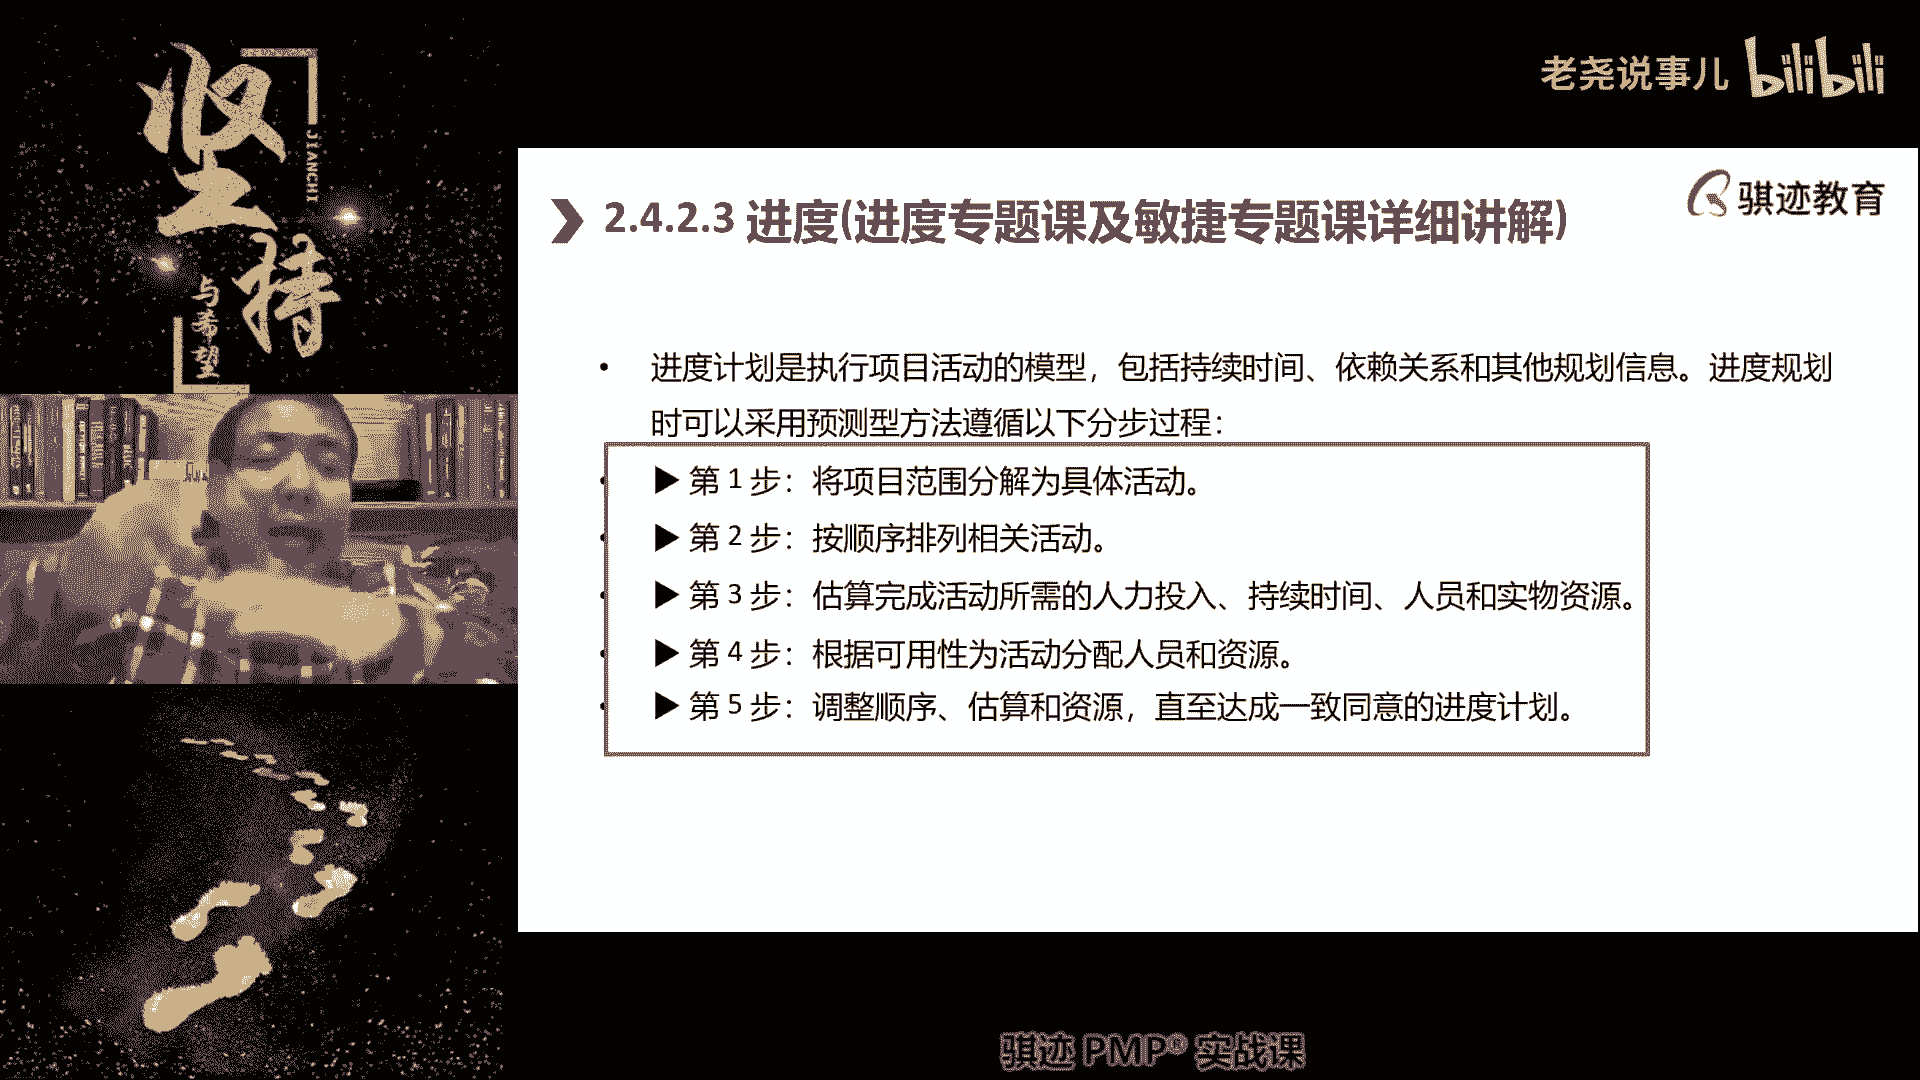 坚持
JIANCHI
与希望
老尧说事儿 bilibili
骐迹教育
2.4.2.3 进度(进度专题课及敏捷专题课详细讲解)
• 进度计划是执行项目活动的模型，包括持续时间、依赖关系和其他规划信息。进度规划
时可以采用预测型方法遵循以下分步过程：
▶ 第 1 步：将项目范围分解为具体活动。
▶ 第 2 步：按顺序排列相关活动。
▶ 第 3 步：估算完成活动所需的人力投入、持续时间、人员和实物资源。
▶ 第 4 步：根据可用性为活动分配人员和资源。
▶ 第 5 步：调整顺序、估算和资源，直至达成一致同意的进度计划。
骐迹 PMP® 实战课